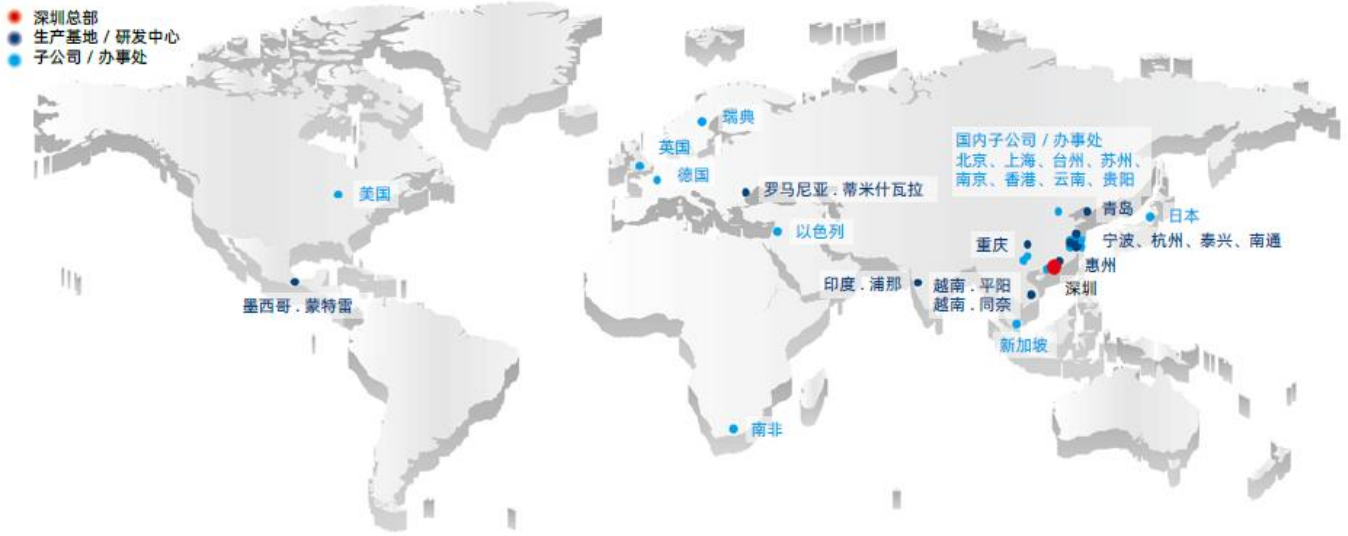 深圳总部
生产基地 / 研发中心
子公司 / 办事处
瑞典
英国
德国
美国
罗马尼亚 . 蒂米什瓦拉
国内子公司 / 办事处
北京、上海、台州、苏州、
南京、香港、云南、贵阳
青岛
日本
以色列
重庆
宁波、杭州、泰兴、南通
惠州
深圳
印度 . 浦那
越南 . 平阳
越南 . 同奈
墨西哥 . 蒙特雷
新加坡
南非